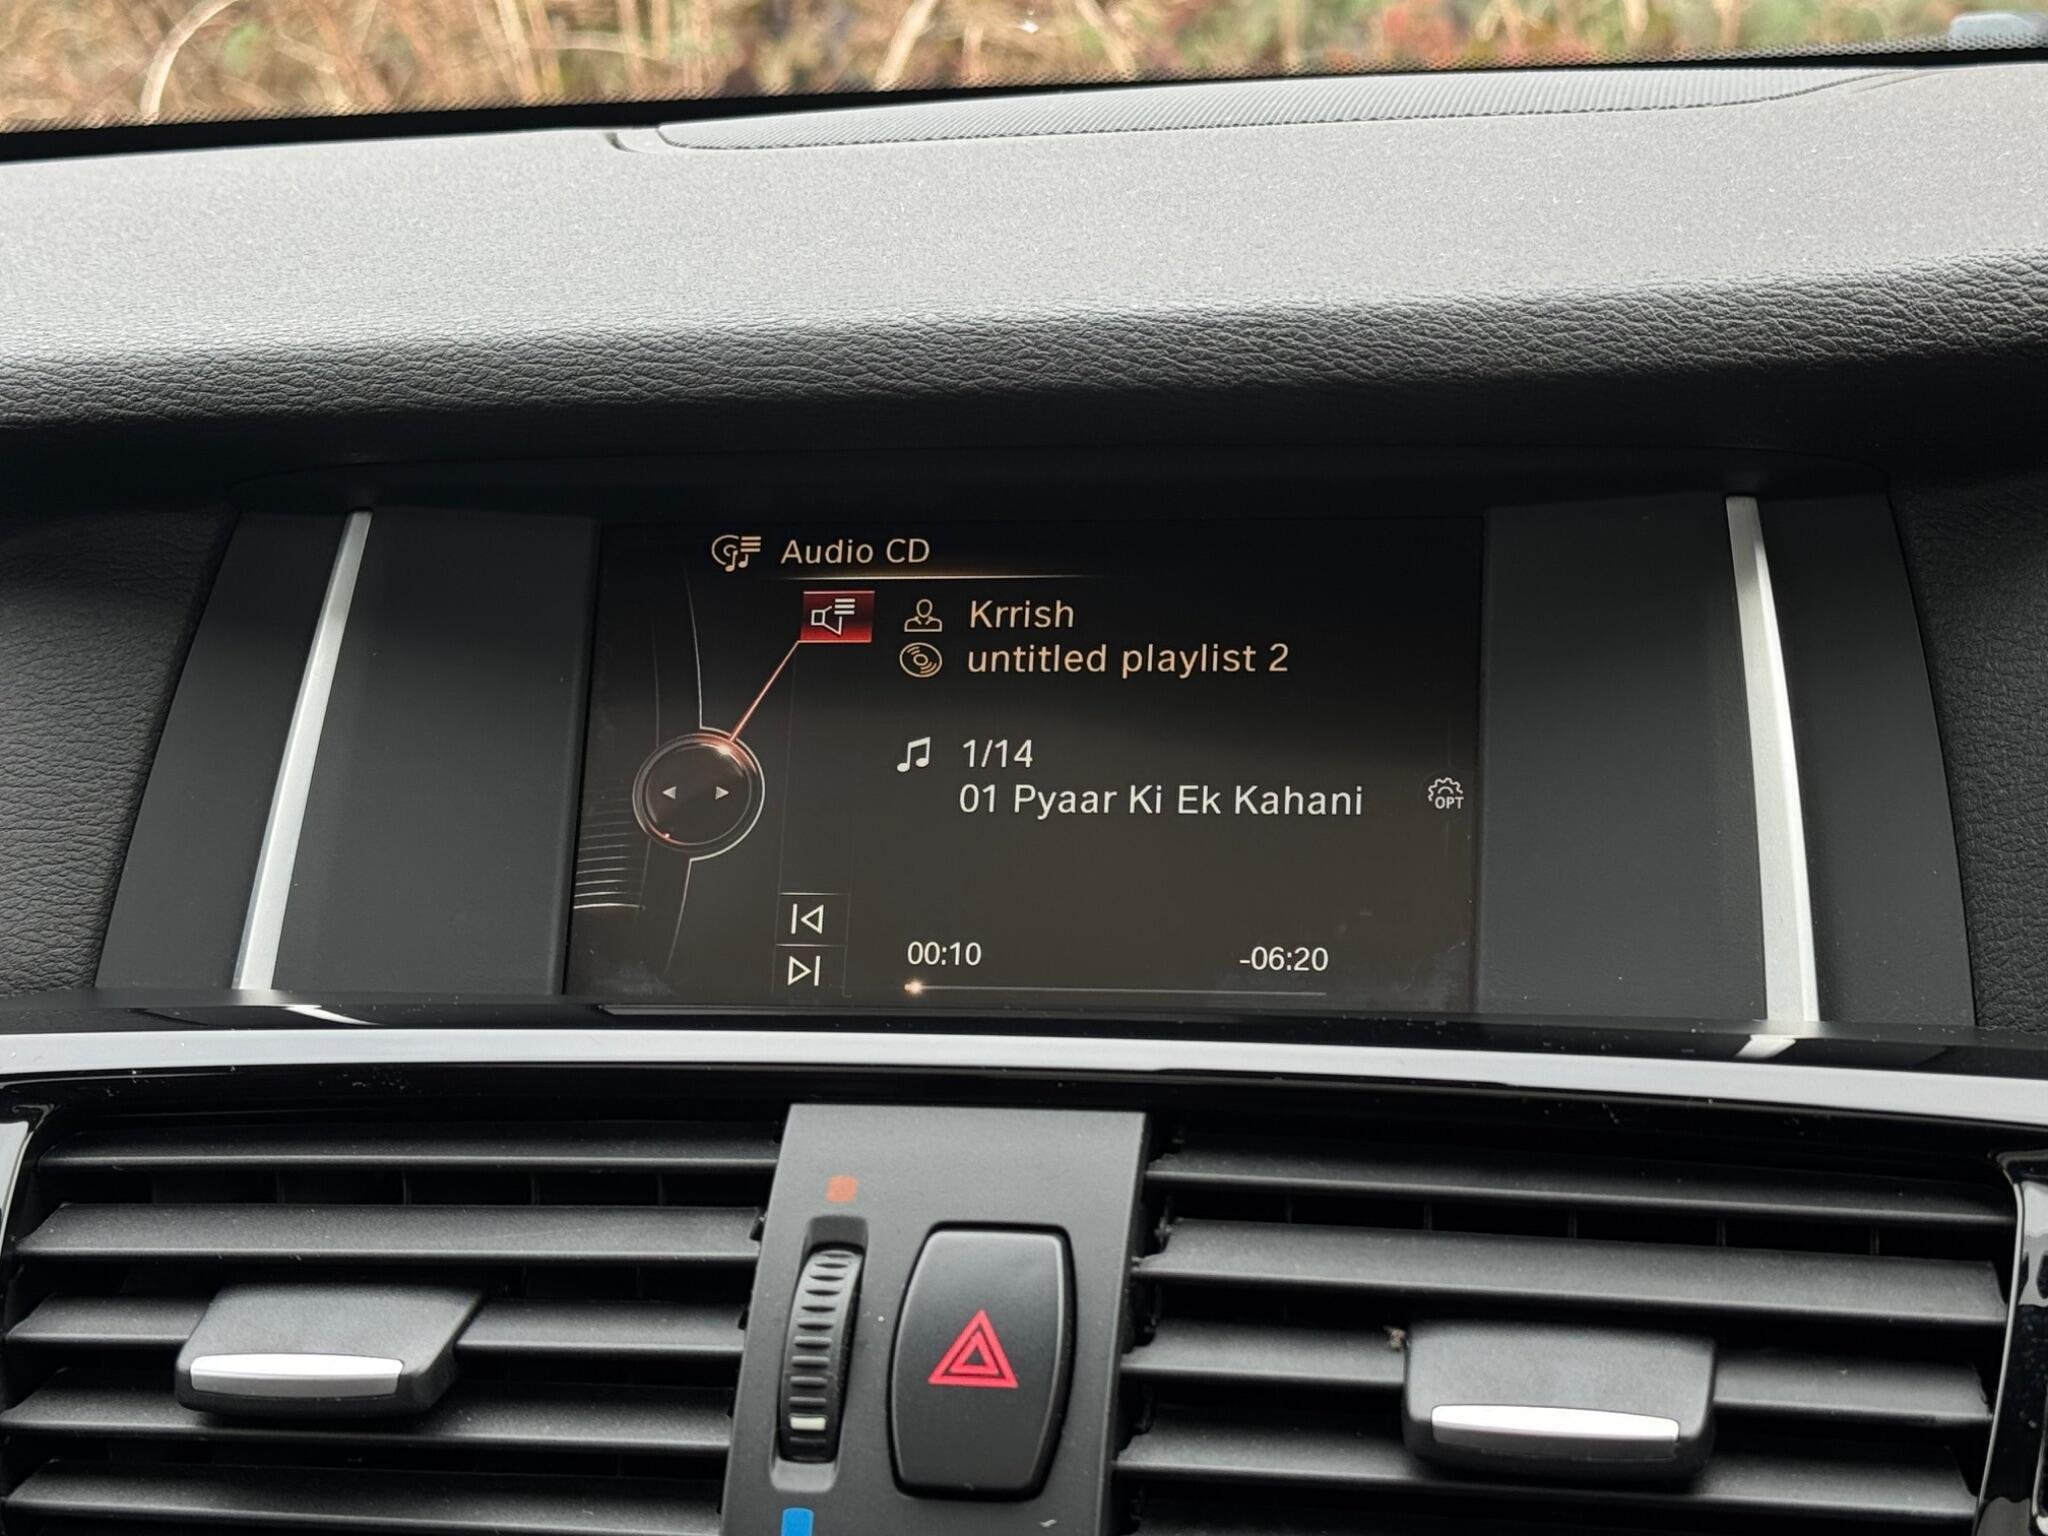 Audio CD
Krrish
untitled playlist 2
1/14
01 Pyaar Ki Ek Kahani
OPT
00:10
-06:20